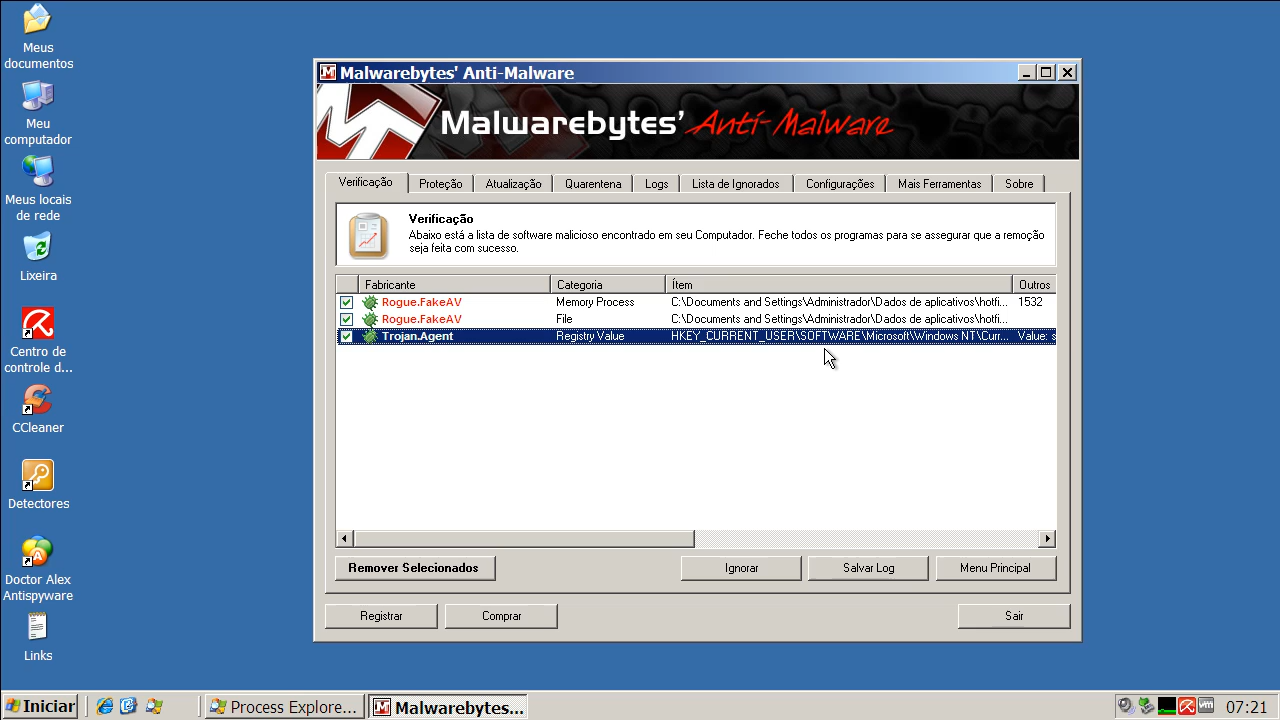 Meus
documentos
Meu
computador
Meus locais
de rede
Lixeira
Centro de
controle d...
CCleaner
Detectores
Doctor Alex
Antispyware
Links
Malwarebytes' Anti-Malware
Malwarebytes' Anti-Malware
Verificação
Proteção
Atualização
Quarentena
Logs
Lista de Ignorados
Configurações
Mais Ferramentas
Sobre
Verificação
Abaixo está a lista de software malicioso encontrado em seu Computador. Feche todos os programas para se assegurar que a remoção
seja feita com sucesso.
Fabricante Categoria Ítem Outros
Rogue.FakeAV Memory Process C:\Documents and Settings\Administrador\Dados de aplicativos\hotfi... 1532
Rogue.FakeAV File C:\Documents and Settings\Administrador\Dados de aplicativos\hotfi...
Trojan.Agent Registry Value HKEY_CURRENT_USER\SOFTWARE\Microsoft\Windows NT\Curr... Value: s
Remover Selecionados
Ignorar
Salvar Log
Menu Principal
Registrar
Comprar
Sair
Iniciar
Process Explore...
Malwarebytes...
07:21